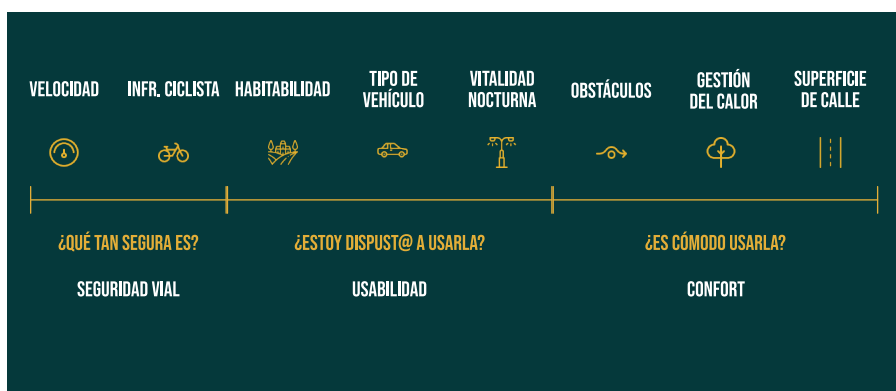 VELOCIDAD
INFR. CICLISTA
HABITABILIDAD
TIPO DE
VEHÍCULO
VITALIDAD
NOCTURNA
OBSTÁCULOS
GESTIÓN
DEL CALOR
SUPERFICIE
DE CALLE
¿QUÉ TAN SEGURA ES?
¿ESTOY DISPUST@ A USARLA?
¿ES CÓMODO USARLA?
SEGURIDAD VIAL
USABILIDAD
CONFORT